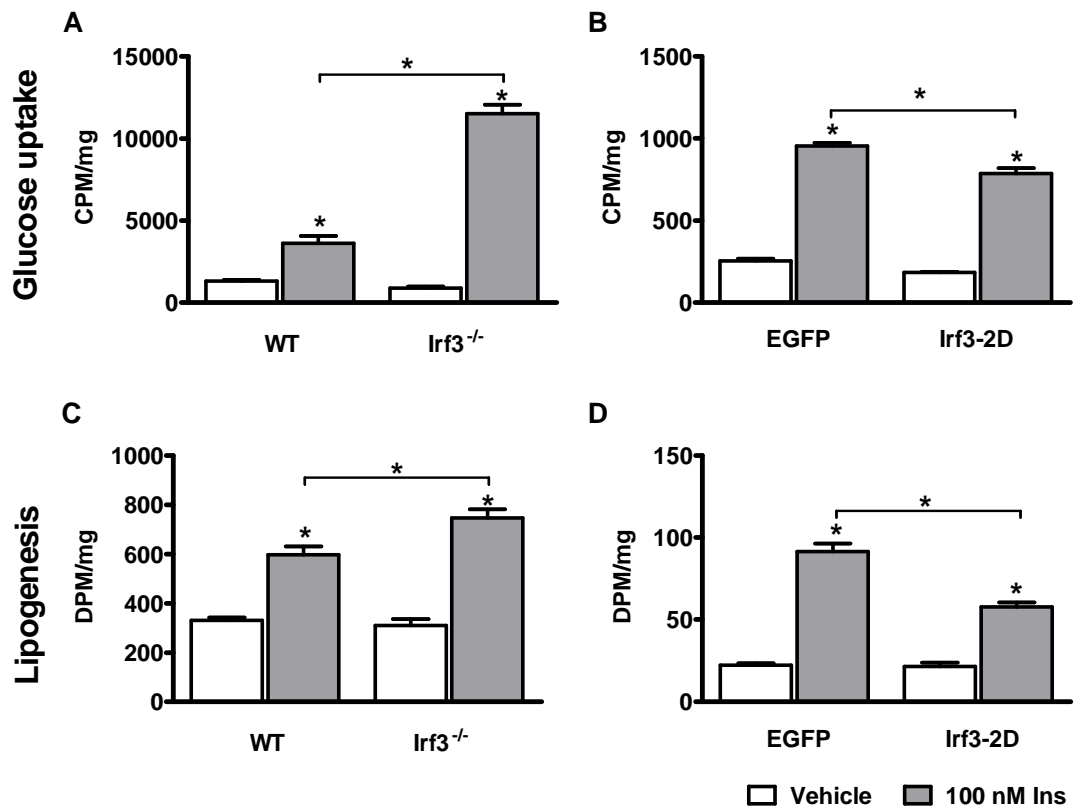 A
Glucose uptake
CPM/mg
15000
10000
5000
0
*
*
*
WT
Irf3-/-
B
CPM/mg
1500
1000
500
0
*
*
*
EGFP
Irf3-2D
C
Lipogenesis
DPM/mg
1000
800
600
400
200
0
*
*
*
WT
Irf3-/-
D
DPM/mg
150
100
50
0
*
*
*
EGFP
Irf3-2D
Vehicle
100 nM Ins